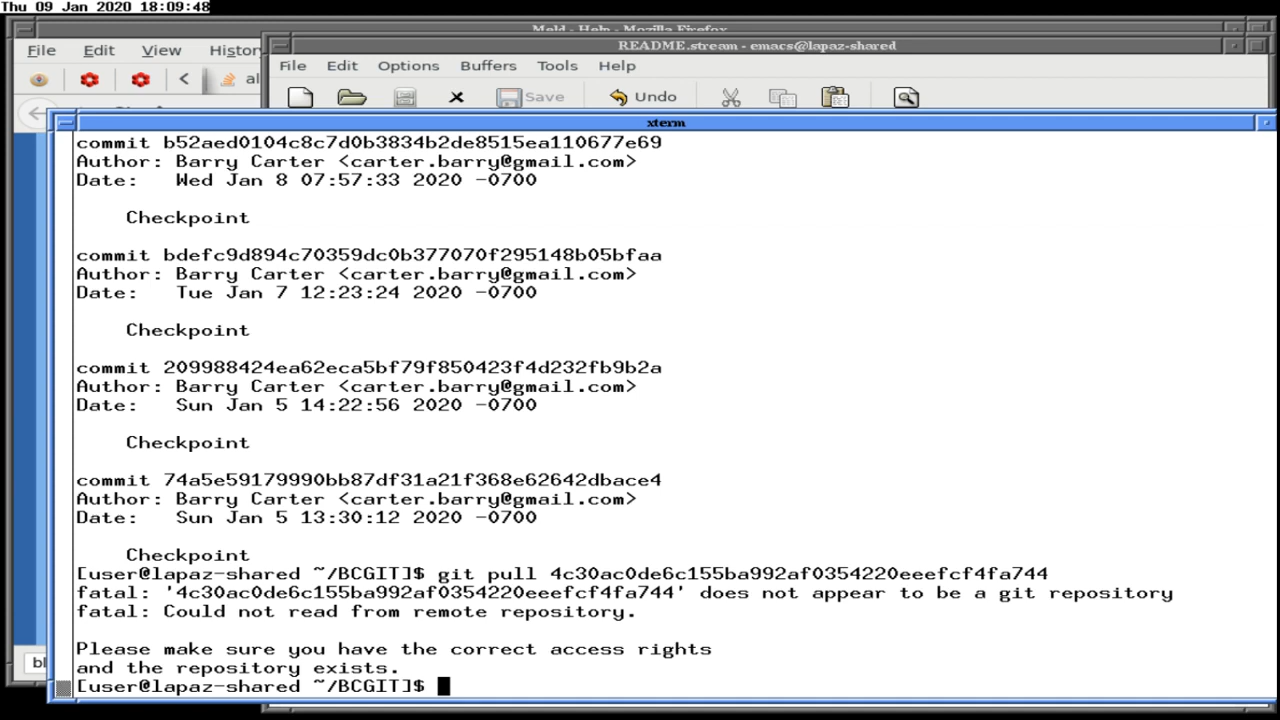 Thu 09 Jan 2020 18:09:48
Meld - Help - Mozilla Firefox
File Edit View Histor
README.stream - emacs@lapaz-shared
File Edit Options Buffers Tools Help
al
Save Undo
xterm
commit b52aed0104c8c7d0b3834b2de8515ea110677e69
Author: Barry Carter <carter.barry@gmail.com>
Date:   Wed Jan 8 07:57:33 2020 -0700
Checkpoint
commit bdefc9d894c70359dc0b377070f295148b05bfaa
Author: Barry Carter <carter.barry@gmail.com>
Date:   Tue Jan 7 12:23:24 2020 -0700
Checkpoint
commit 209988424ea62eca5bf79f850423f4d232fb9b2a
Author: Barry Carter <carter.barry@gmail.com>
Date:   Sun Jan 5 14:22:56 2020 -0700
Checkpoint
commit 74a5e59179990bb87df31a21f368e62642dbace4
Author: Barry Carter <carter.barry@gmail.com>
Date:   Sun Jan 5 13:30:12 2020 -0700
Checkpoint
[user@lapaz-shared ~/BCGIT]$ git pull 4c30ac0de6c155ba992af0354220eeefcf4fa744
fatal: '4c30ac0de6c155ba992af0354220eeefcf4fa744' does not appear to be a git repository
fatal: Could not read from remote repository.
Please make sure you have the correct access rights
and the repository exists.
bl
[user@lapaz-shared ~/BCGIT]$